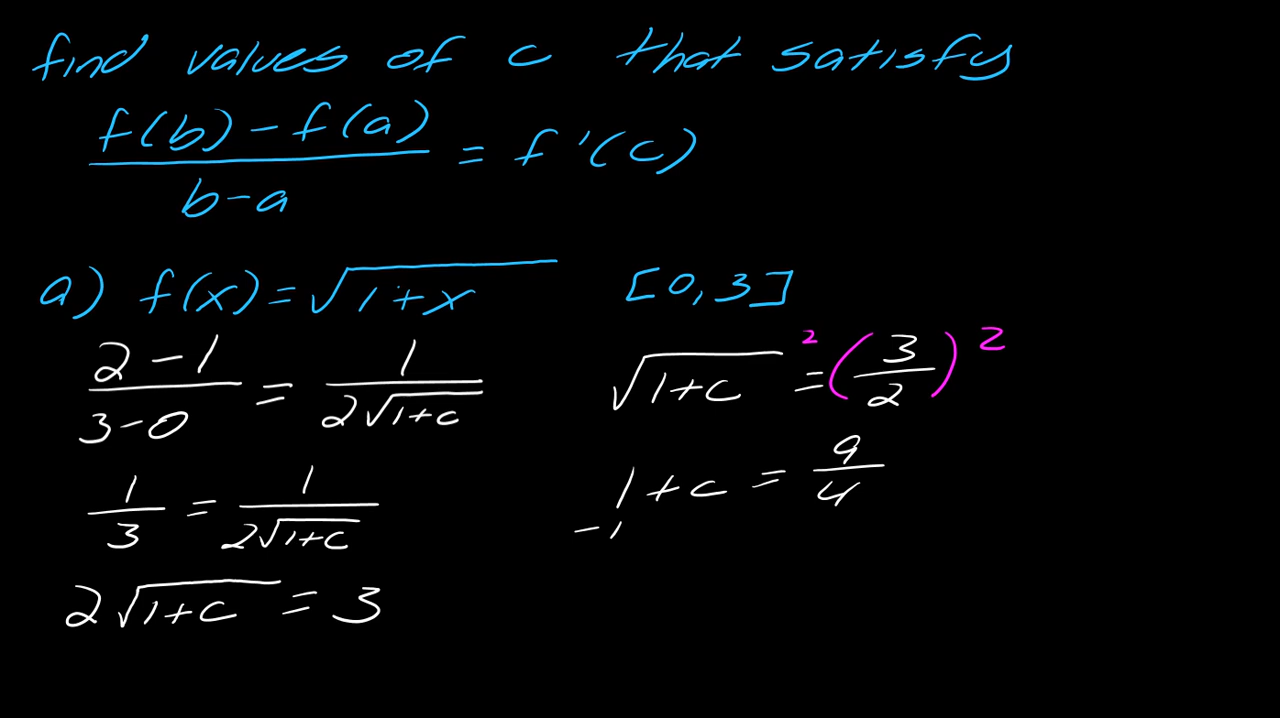 find values of c that satisfy
f(b) - f(a) / b-a = f'(c)
a) f(x) = √1+x [0,3]
2-1 / 3-0 = 1 / 2√1+c
1 / 3 = 1 / 2√1+c
2√1+c = 3
√1+c ² = (3 / 2)²
1+c = 9 / 4
-1